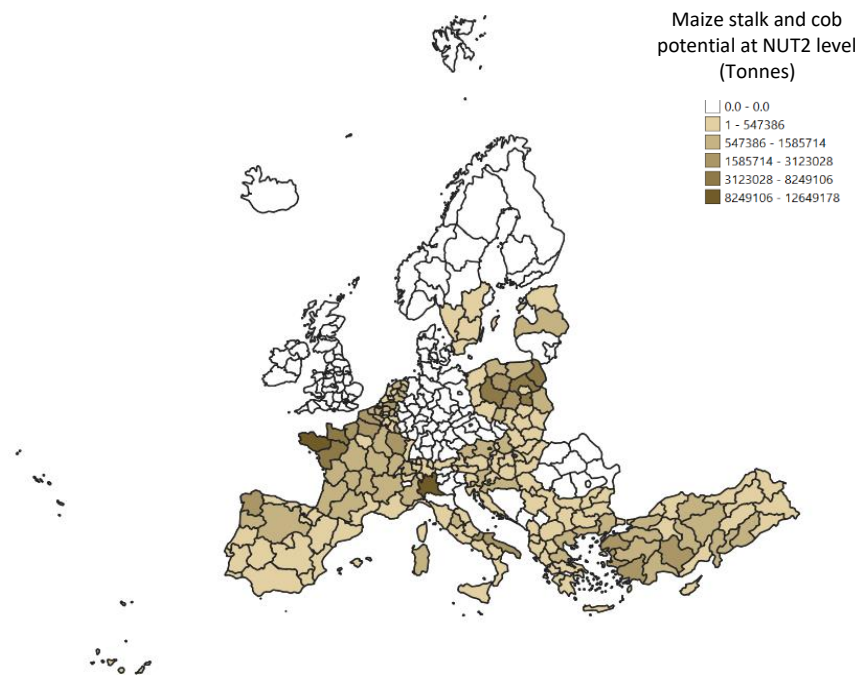 Maize stalk and cob
potential at NUT2 level
(Tonnes)
0.0 - 0.0
1 - 547386
547386 - 1585714
1585714 - 3123028
3123028 - 8249106
8249106 - 12649178